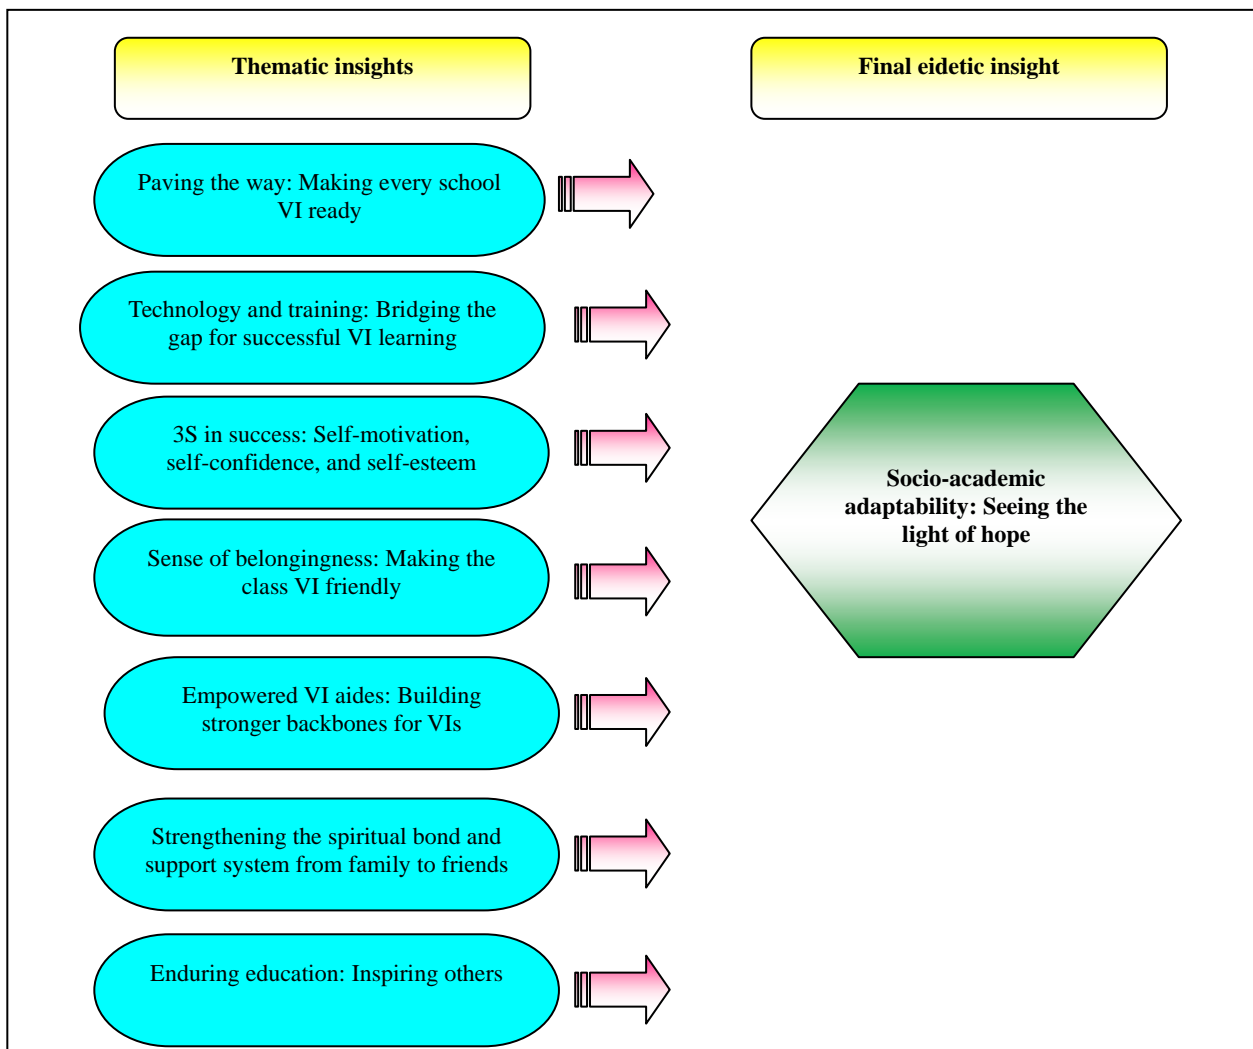 Thematic insights
Final eidetic insight
Paving the way: Making every school
VI ready
Technology and training: Bridging the
gap for successful VI learning
3S in success: Self-motivation,
self-confidence, and self-esteem
Sense of belongingness: Making the
class VI friendly
Empowered VI aides: Building
stronger backbones for VIs
Strengthening the spiritual bond and
support system from family to friends
Enduring education: Inspiring others
Socio-academic
adaptability: Seeing the
light of hope